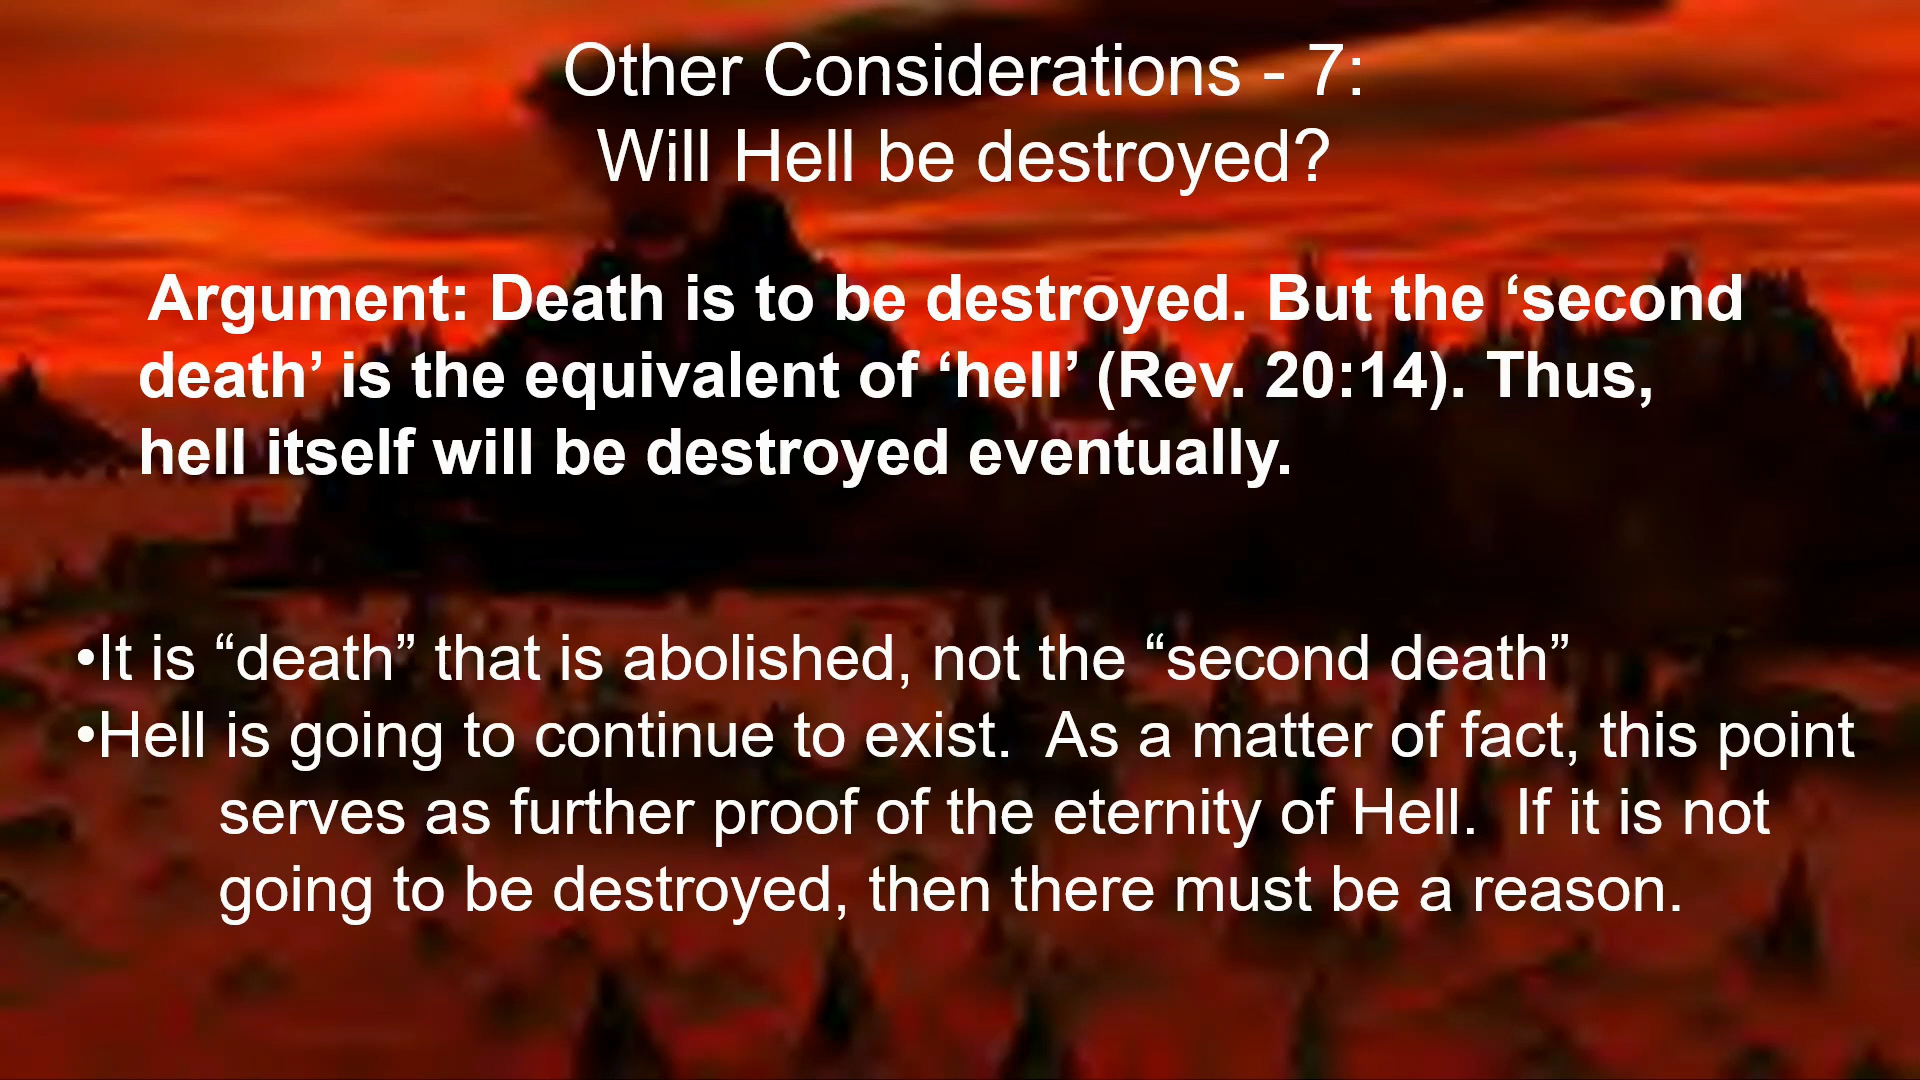 Other Considerations - 7:
Will Hell be destroyed?
Argument: Death is to be destroyed. But the ‘second
death’ is the equivalent of ‘hell’ (Rev. 20:14). Thus,
hell itself will be destroyed eventually.
•It is “death” that is abolished, not the “second death”
•Hell is going to continue to exist.  As a matter of fact, this point
serves as further proof of the eternity of Hell.  If it is not
going to be destroyed, then there must be a reason.